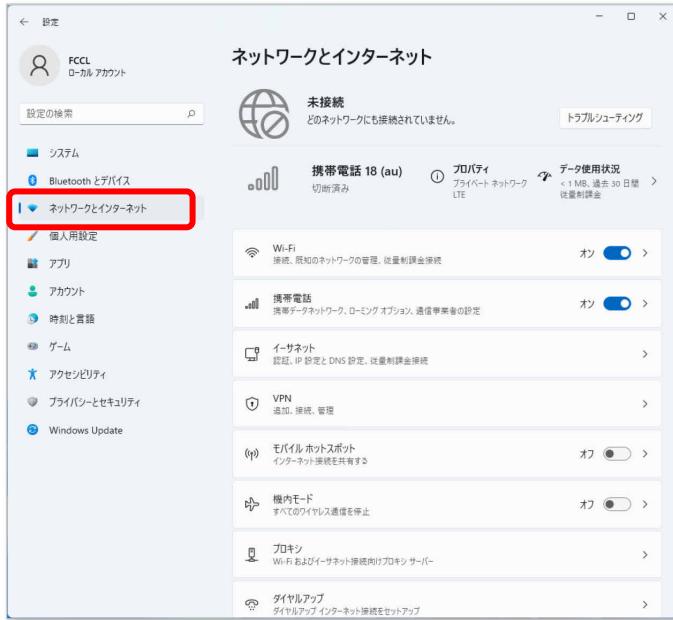 設定
FCCL
ローカル アカウント
設定の検索
システム
Bluetooth とデバイス
ネットワークとインターネット
個人用設定
アプリ
アカウント
時刻と言語
ゲーム
アクセシビリティ
プライバシーとセキュリティ
Windows Update
ネットワークとインターネット
未接続
どのネットワークにも接続されていません。
トラブルシューティング
携帯電話 18 (au)
切断済み
プロパティ
プライベート ネットワーク
LTE
データ使用状況
< 1 MB、過去 30 日間
従量制課金
Wi-Fi
接続、既知のネットワークの管理、従量制課金接続
オン
携帯電話
携帯データネットワーク、ローミング オプション、通信事業者の設定
オン
イーサネット
認証、IP 設定と DNS 設定、従量制課金接続
VPN
追加、接続、管理
モバイル ホットスポット
インターネット接続を共有する
オフ
機内モード
すべてのワイヤレス通信を停止
オフ
プロキシ
Wi-Fi およびイーサネット接続向けプロキシ サーバー
ダイヤルアップ
ダイヤルアップ インターネット接続をセットアップ